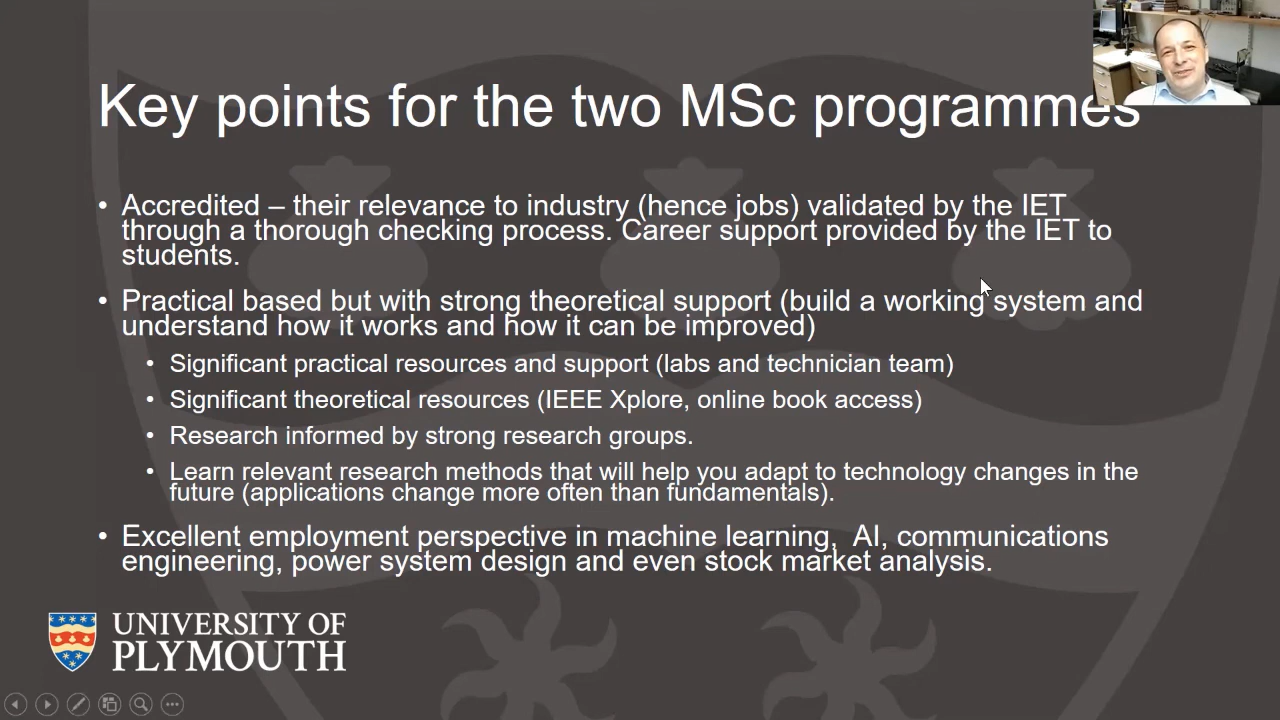 Key points for the two MSc programmes
• Accredited – their relevance to industry (hence jobs) validated by the IET
through a thorough checking process. Career support provided by the IET to
students.
• Practical based but with strong theoretical support (build a working system and
understand how it works and how it can be improved)
• Significant practical resources and support (labs and technician team)
• Significant theoretical resources (IEEE Xplore, online book access)
• Research informed by strong research groups.
• Learn relevant research methods that will help you adapt to technology changes in the
future (applications change more often than fundamentals).
• Excellent employment perspective in machine learning,  AI, communications
engineering, power system design and even stock market analysis.
UNIVERSITY OF
PLYMOUTH